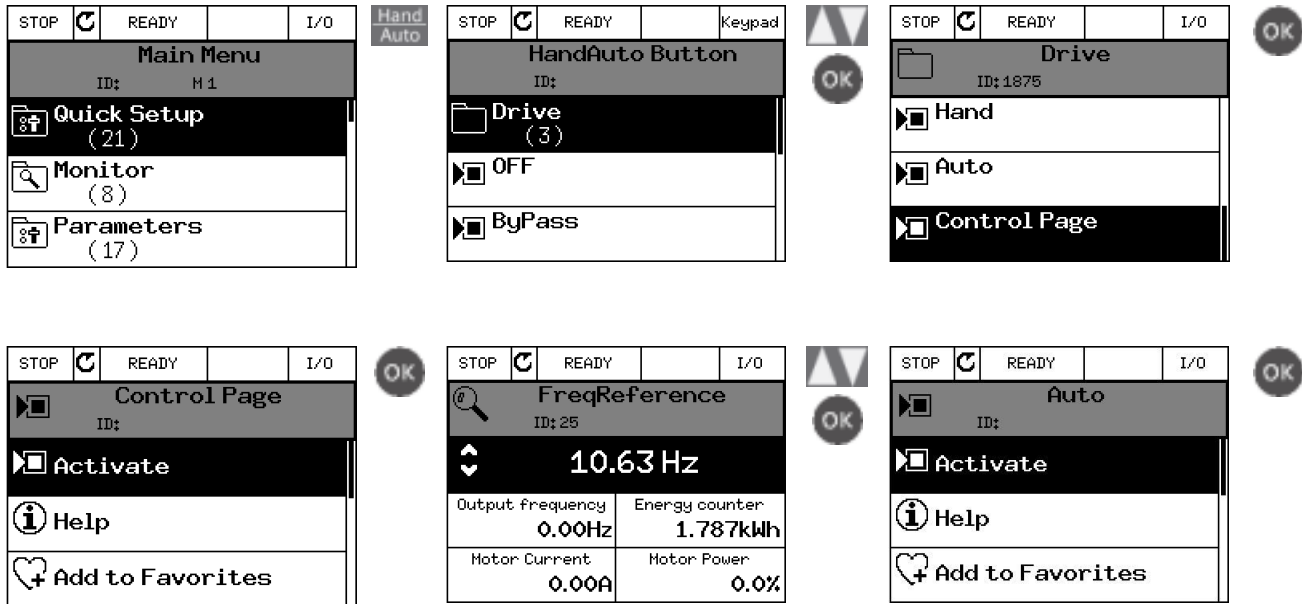 STOP READY I/O
Main Menu
ID: M1
Quick Setup
(21)
Monitor
(8)
Parameters
(17)
Hand
Auto
STOP READY Keypad
HandAuto Button
ID:
Drive
(3)
OFF
ByPass
OK
STOP READY I/O
Drive
ID:1875
Hand
Auto
Control Page
OK
STOP READY I/O
Control Page
ID:
Activate
Help
Add to Favorites
OK
STOP READY I/O
FreqReference
ID:25
10.63 Hz
Output frequency Energy counter
0.00Hz 1.787kWh
Motor Current Motor Power
0.00A 0.0%
OK
STOP READY I/O
Auto
ID:
Activate
Help
Add to Favorites
OK